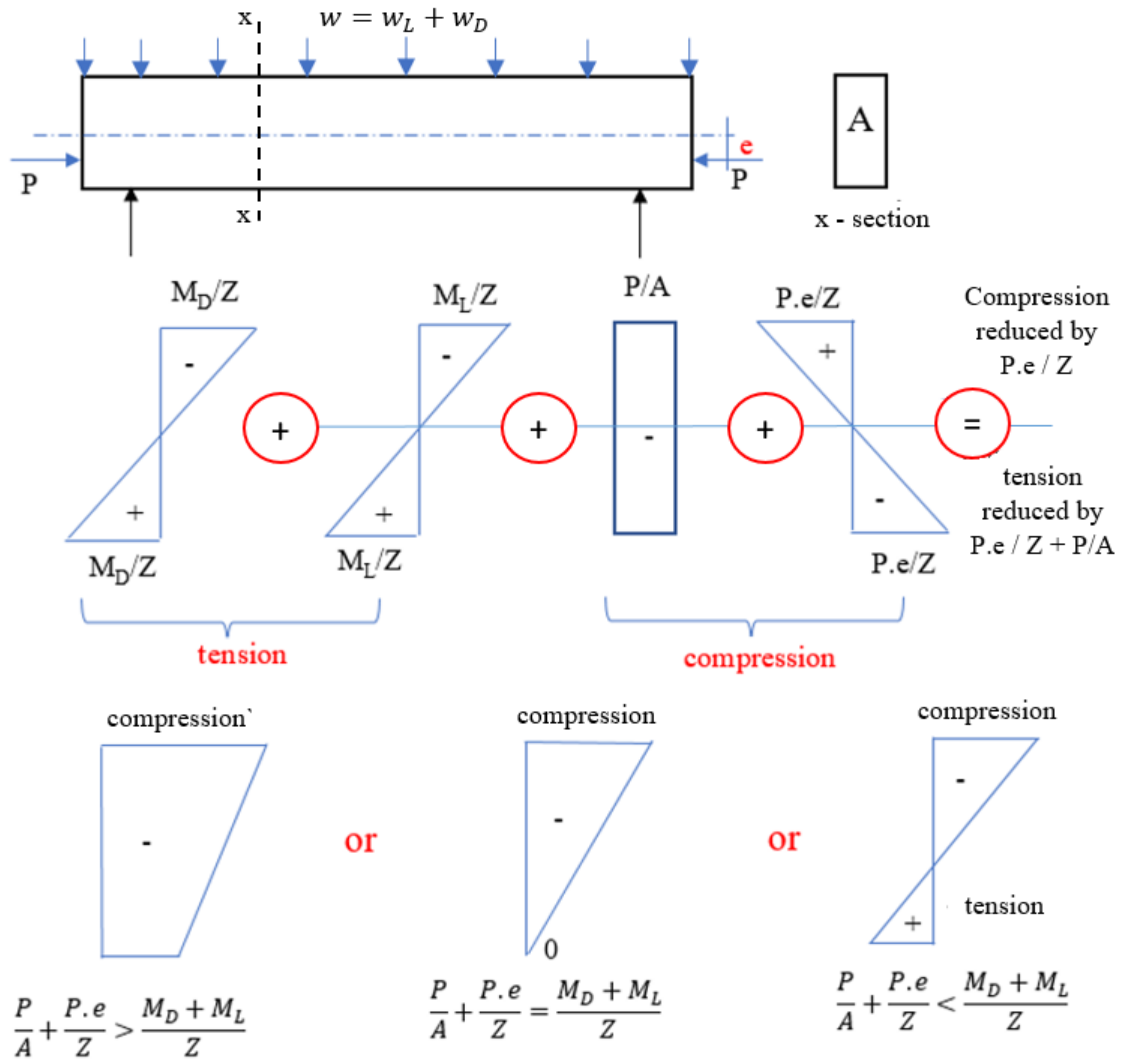 x
w = w_L + w_D
A
e
P
P
x
x - section
M_D/Z
M_L/Z
P/A
P.e/Z
Compression
reduced by
P.e / Z
-
-
+
+
+
-
+
=
+
+
-
tension
reduced by
P.e / Z + P/A
M_D/Z
M_L/Z
P.e/Z
tension
compression
compression`
compression
compression
-
-
-
or
or
tension
+
0
P/A + P.e/Z > (M_D + M_L)/Z
P/A + P.e/Z = (M_D + M_L)/Z
P/A + P.e/Z < (M_D + M_L)/Z